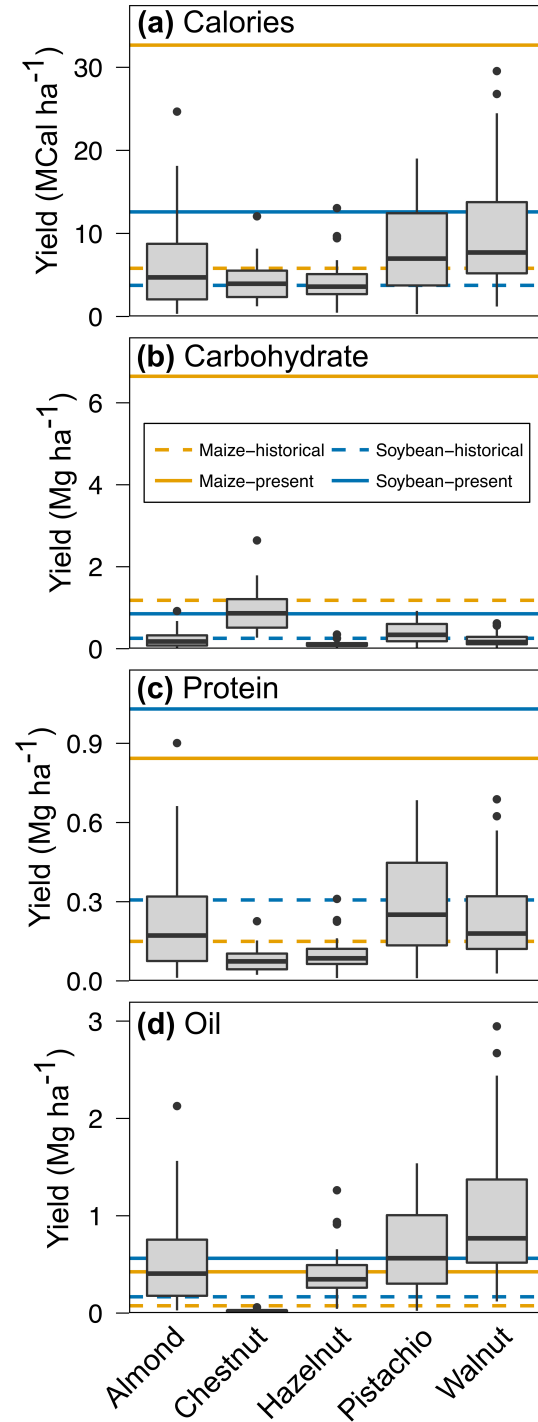 (a) Calories
Yield (MCal ha⁻¹)
30
20
10
0
(b) Carbohydrate
Yield (Mg ha⁻¹)
6
4
2
0
Maize−historical
Soybean−historical
Maize−present
Soybean−present
(c) Protein
Yield (Mg ha⁻¹)
0.9
0.6
0.3
0.0
(d) Oil
Yield (Mg ha⁻¹)
3
2
1
0
Almond
Chestnut
Hazelnut
Pistachio
Walnut